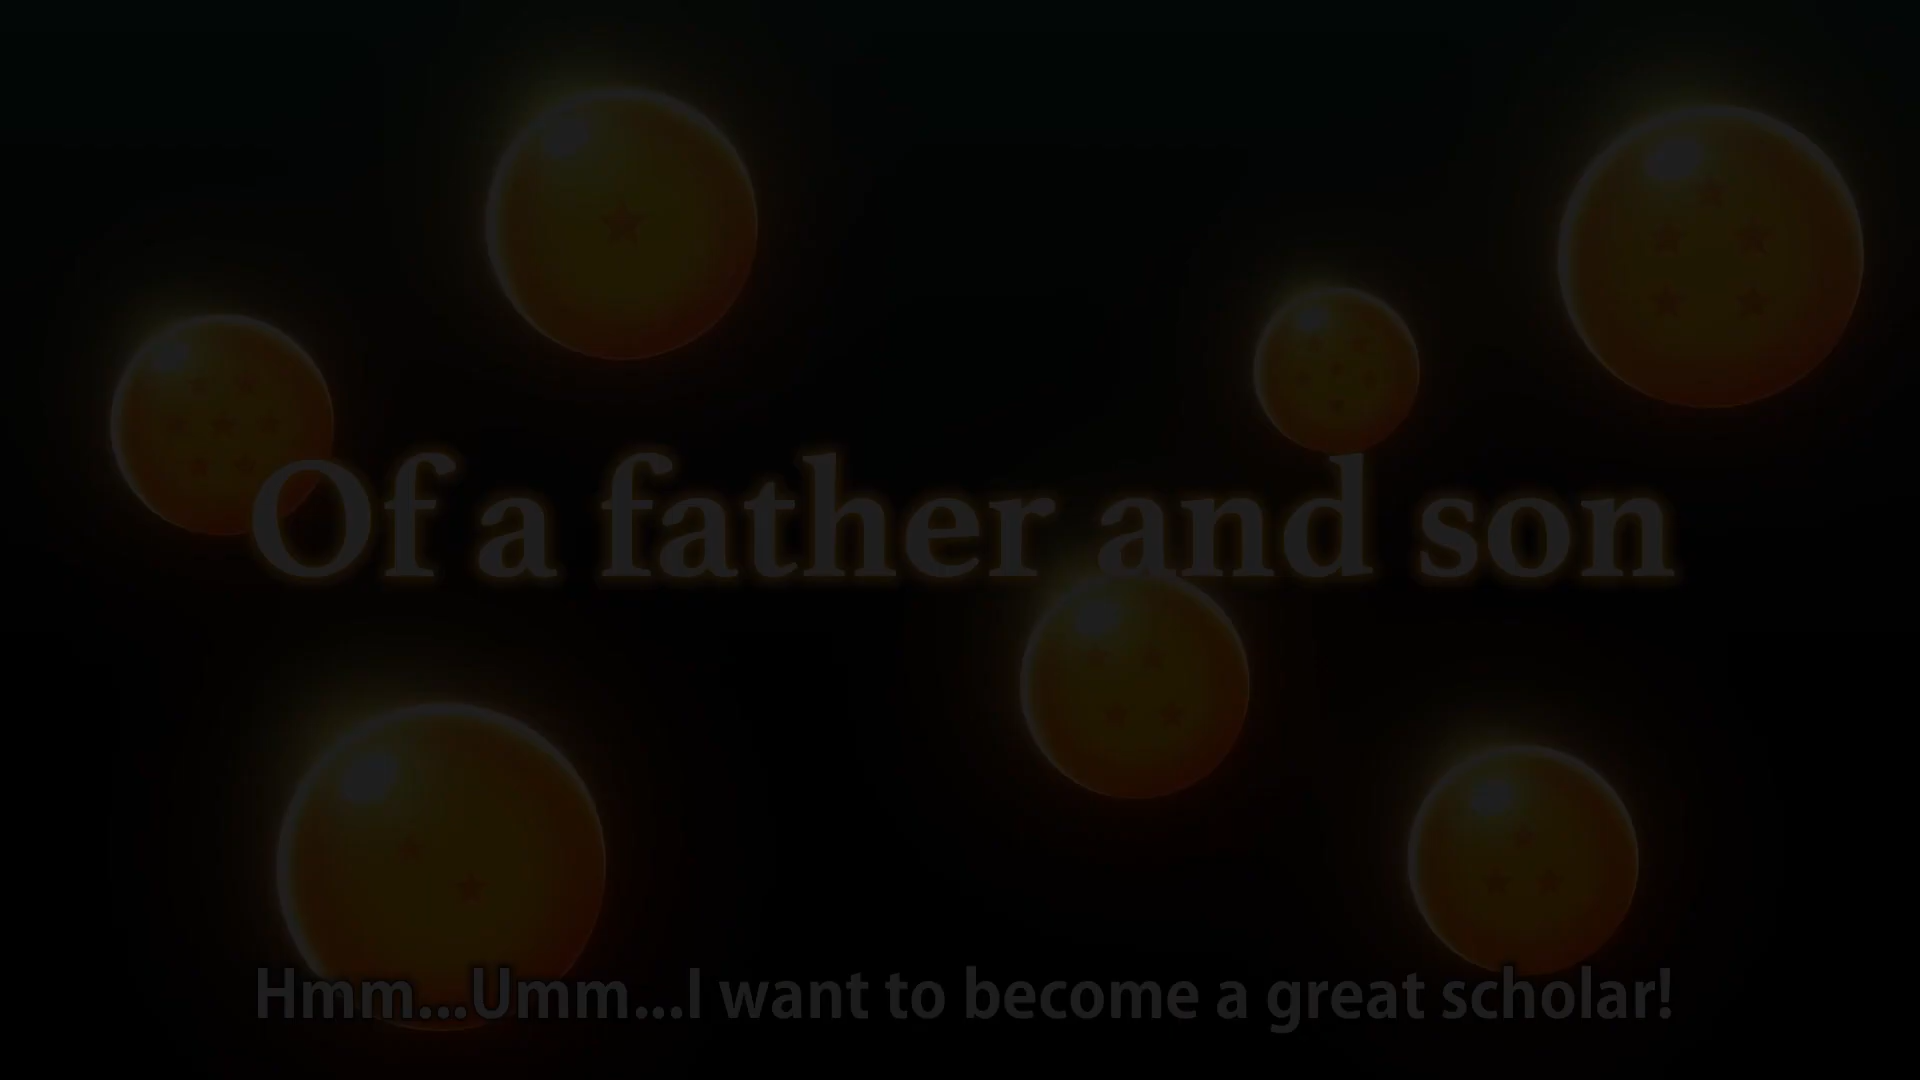 Of a father and son
Hmm...Umm...I want to become a great scholar!